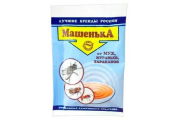 ЛУЧШИЕ БРЕНДЫ РОССИИ
МАШЕНЬКА
ОТ МУХ,
МУРАВЬЕВ,
ТАРАКАНОВ